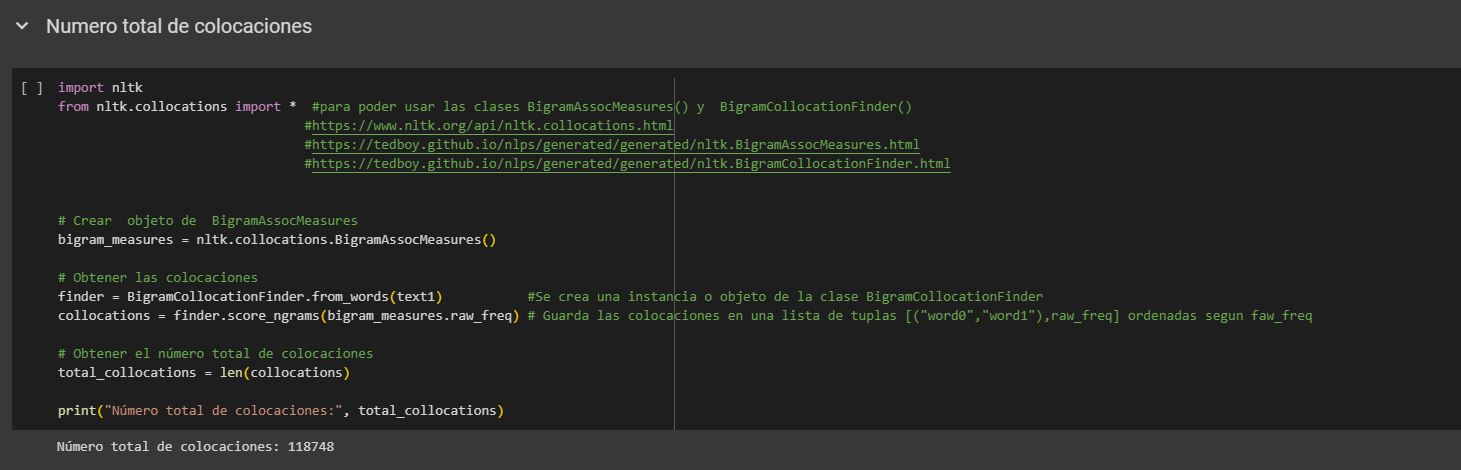 Numero total de colocaciones
[ ] import nltk
from nltk.collocations import *  #para poder usar las clases BigramAssocMeasures() y  BigramCollocationFinder()
#https://www.nltk.org/api/nltk.collocations.html
#https://tedboy.github.io/nlps/generated/generated/nltk.BigramAssocMeasures.html
#https://tedboy.github.io/nlps/generated/generated/nltk.BigramCollocationFinder.html
# Crear  objeto de  BigramAssocMeasures
bigram_measures = nltk.collocations.BigramAssocMeasures()
# Obtener las colocaciones
finder = BigramCollocationFinder.from_words(text1)           #Se crea una instancia o objeto de la clase BigramCollocationFinder
collocations = finder.score_ngrams(bigram_measures.raw_freq) # Guarda las colocaciones en una lista de tuplas [("word0","word1"),raw_freq] ordenadas segun faw_freq
# Obtener el número total de colocaciones
total_collocations = len(collocations)
print("Número total de colocaciones:", total_collocations)
Número total de colocaciones: 118748